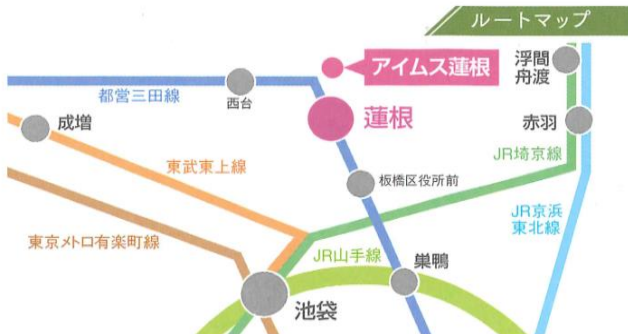 ルートマップ
アイムス蓮根
浮間
舟渡
都営三田線
西台
蓮根
成増
赤羽
JR埼京線
東武東上線
板橋区役所前
JR京浜
東北線
東京メトロ有楽町線
JR山手線
巣鴨
池袋